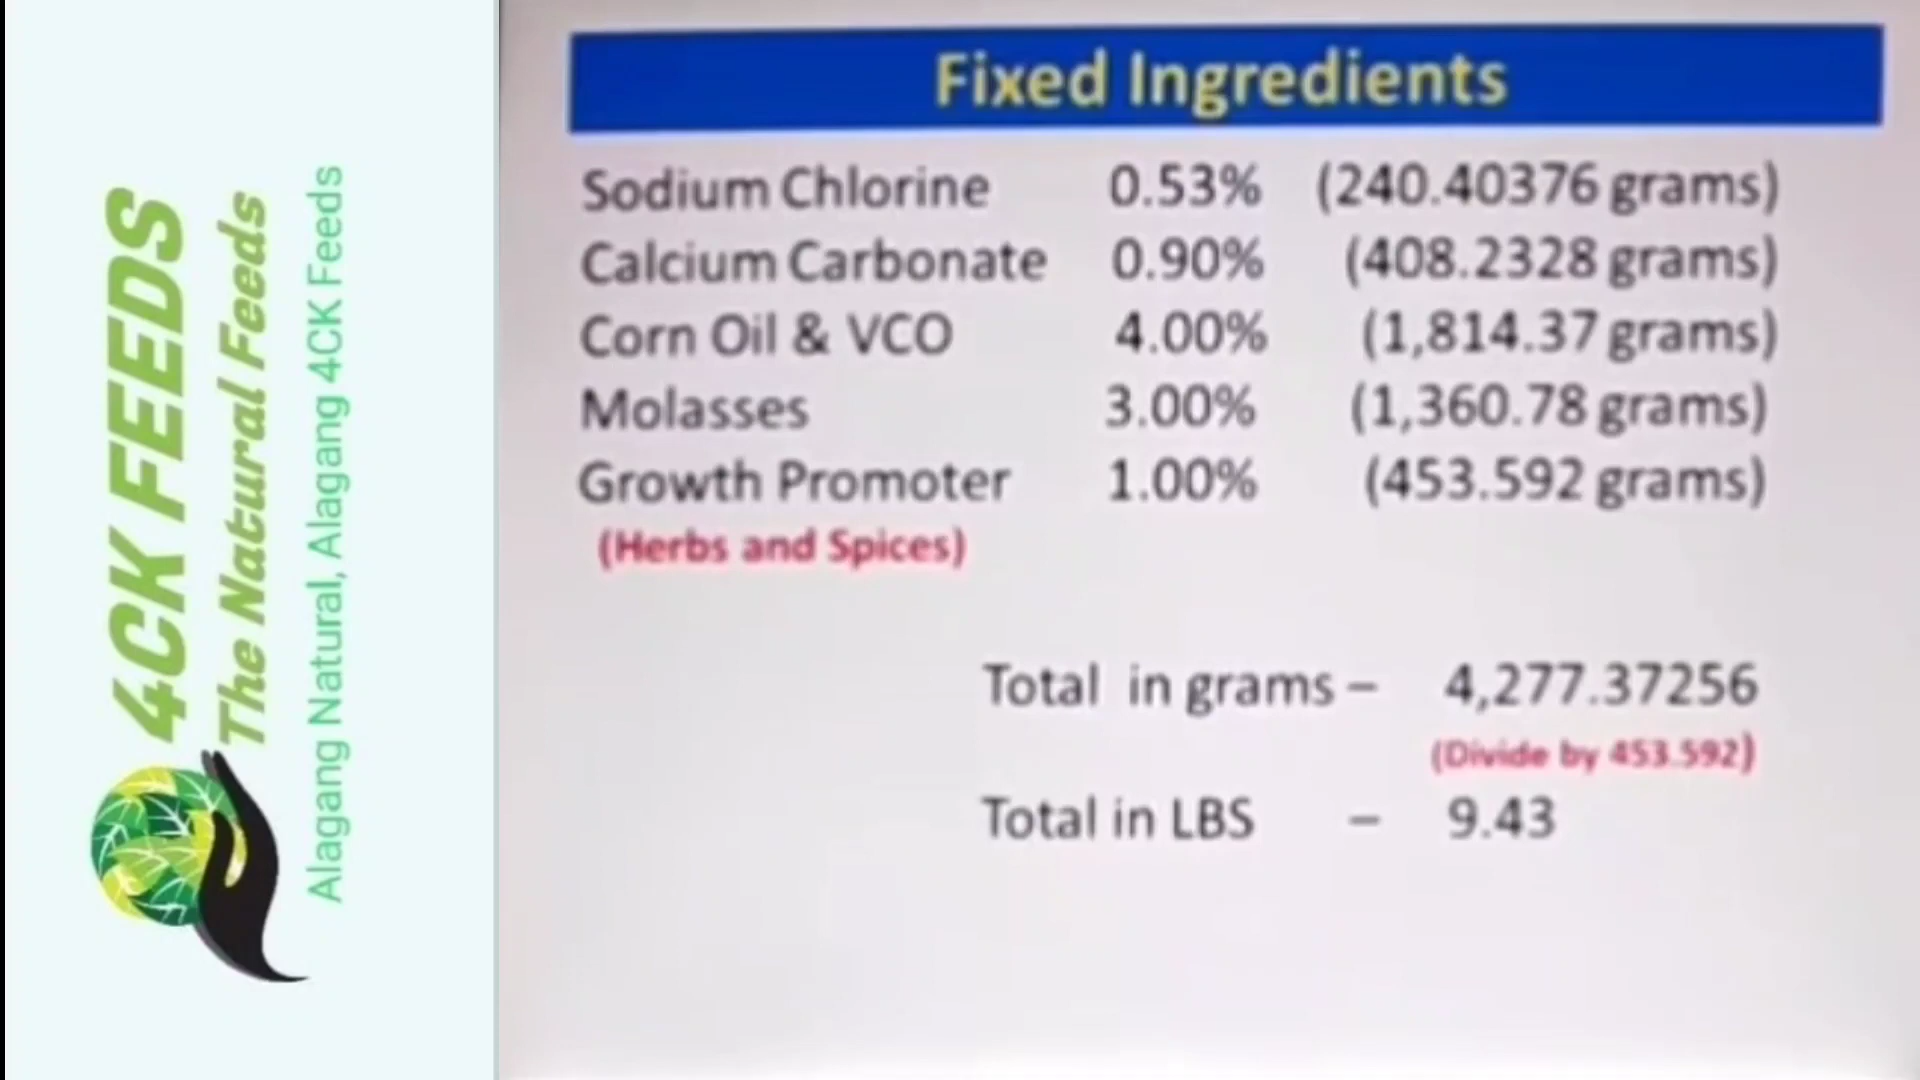 4CK FEEDS
The Natural Feeds
Alagang Natural, Alagang 4CK Feeds
Fixed Ingredients
Sodium Chlorine 0.53% (240.40376 grams)
Calcium Carbonate 0.90% (408.2328 grams)
Corn Oil & VCO 4.00% (1,814.37 grams)
Molasses 3.00% (1,360.78 grams)
Growth Promoter 1.00% (453.592 grams)
(Herbs and Spices)
Total in grams – 4,277.37256
(Divide by 453.592)
Total in LBS – 9.43